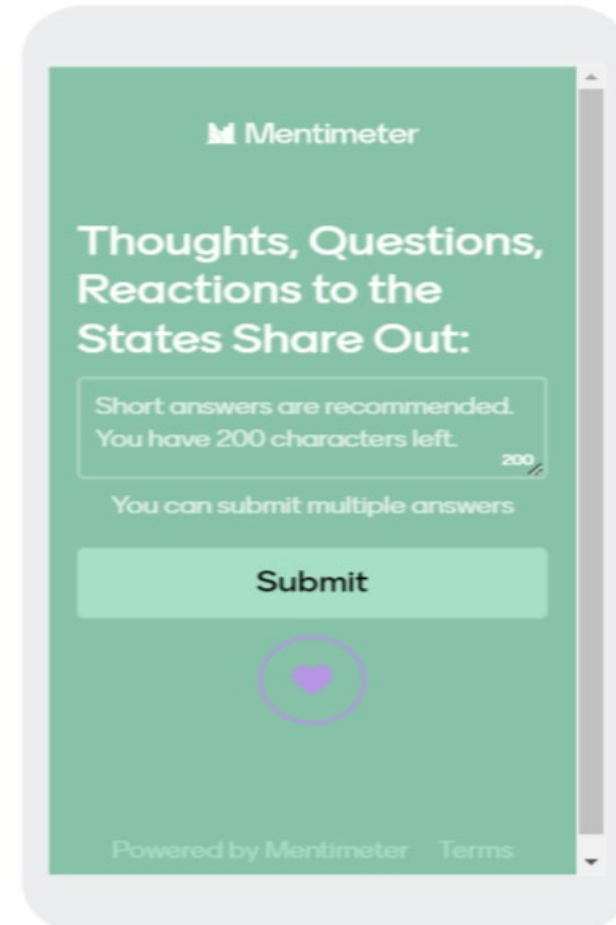 Mentimeter
Thoughts, Questions,
Reactions to the
States Share Out:
Short answers are recommended.
You have 200 characters left.
200
You can submit multiple answers
Submit
Powered by Mentimeter Terms